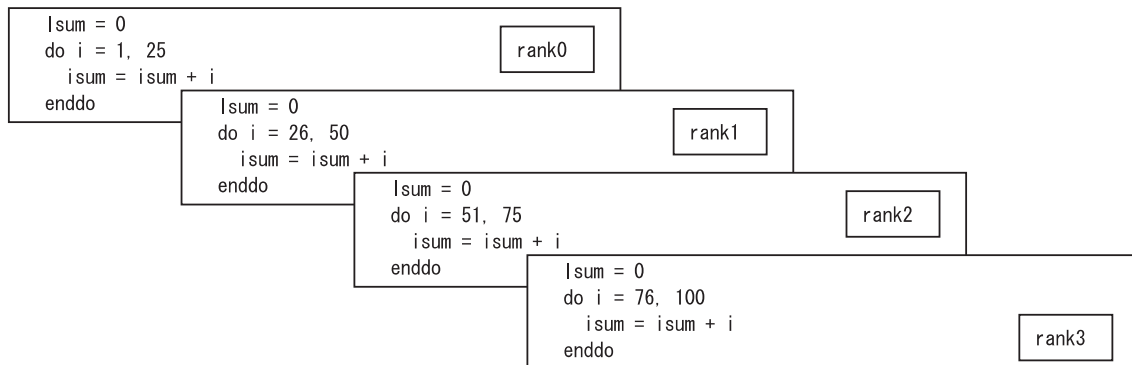 Isum = 0
do i = 1, 25
isum = isum + i
enddo
rank0
Isum = 0
do i = 26, 50
isum = isum + i
enddo
rank1
Isum = 0
do i = 51, 75
isum = isum + i
enddo
rank2
Isum = 0
do i = 76, 100
isum = isum + i
enddo
rank3